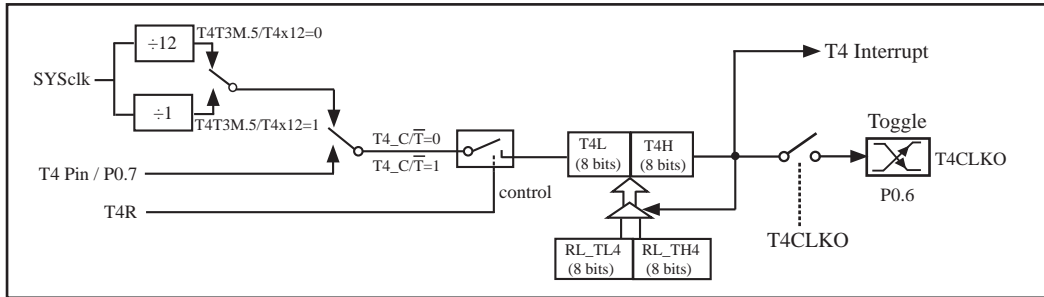 T4T3M.5/T4x12=0
÷12
SYSclk
÷1
T4T3M.5/T4x12=1
T4 Pin / P0.7
T4R
T4_C/T̅=0
T4_C/T̅=1
control
T4L
(8 bits)
T4H
(8 bits)
RL_TL4
(8 bits)
RL_TH4
(8 bits)
T4 Interrupt
Toggle
T4CLKO
P0.6
T4CLKO